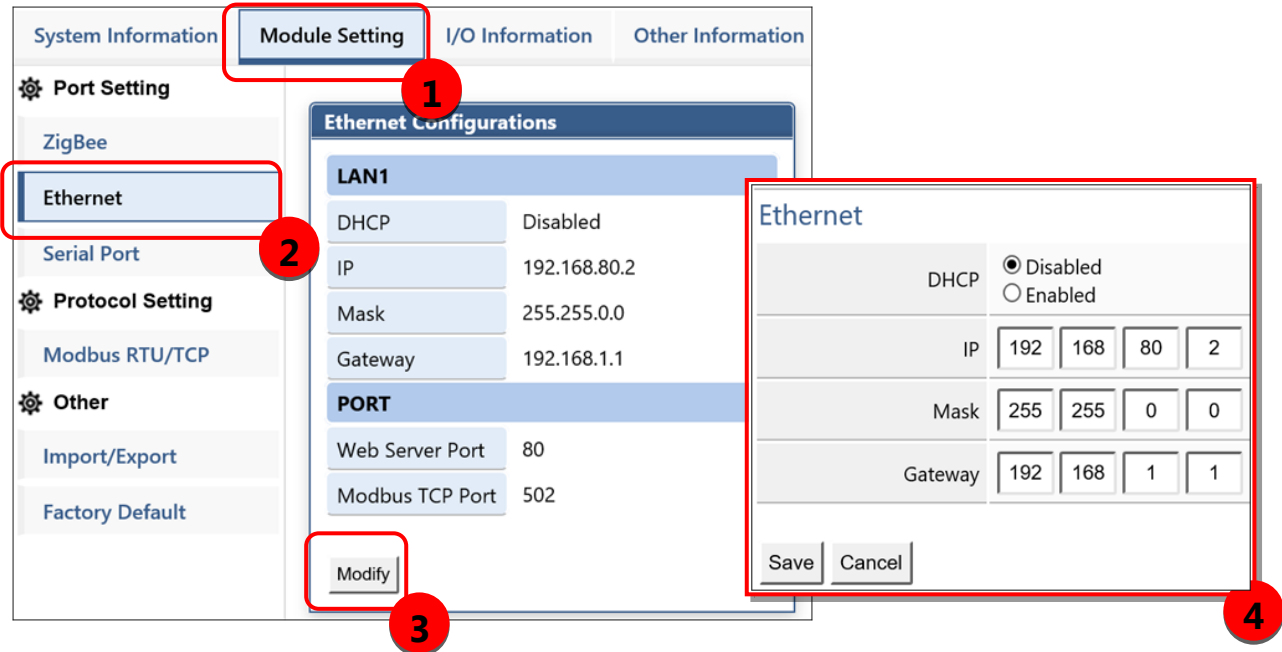 System Information Module Setting I/O Information Other Information
1
Port Setting
ZigBee
Ethernet
2
Serial Port
Protocol Setting
Modbus RTU/TCP
Other
Import/Export
Factory Default
Ethernet Configurations
LAN1
DHCP Disabled
IP 192.168.80.2
Mask 255.255.0.0
Gateway 192.168.1.1
PORT
Web Server Port 80
Modbus TCP Port 502
Modify
3
Ethernet
DHCP Disabled
Enabled
IP 192 168 80 2
Mask 255 255 0 0
Gateway 192 168 1 1
Save Cancel
4